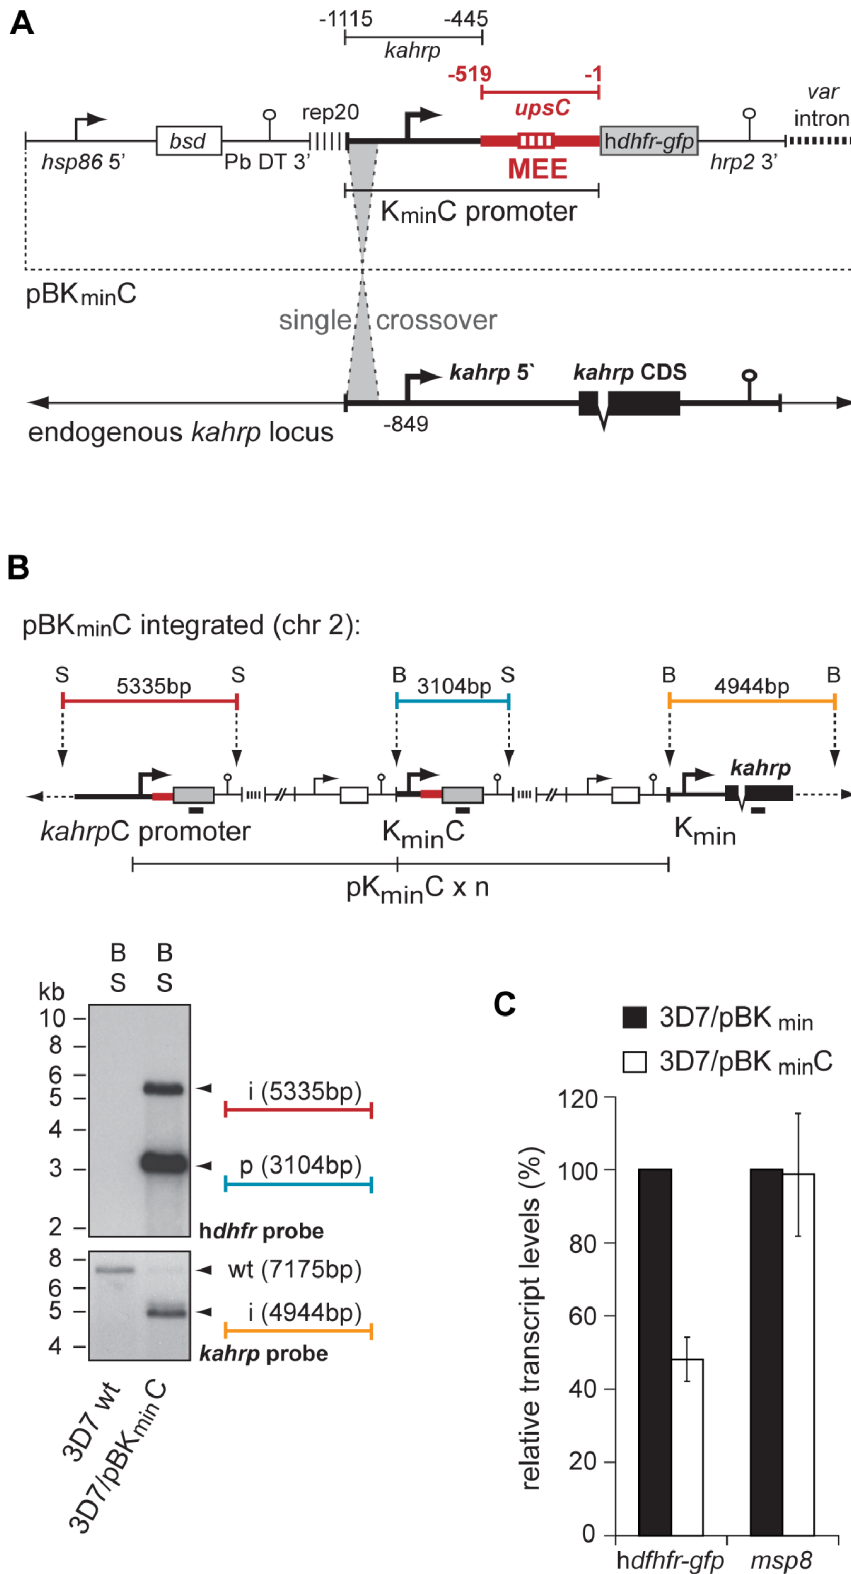 A
-1115 -445
kahrp
-519 -1
upsC
var
intron
rep20
bsd
hdhfr-gfp
hsp86 5’
Pb DT 3’
MEE
hrp2 3’
KminC promoter
pBKminC
single crossover
kahrp 5‵ kahrp CDS
-849
endogenous kahrp locus
B
pBKminC integrated (chr 2):
S S B S B B
5335bp 3104bp 4944bp
kahrp
kahrpC promoter KminC Kmin
pKminC x n
B B
S S
kb
10
8
6
5
4
3
2
i (5335bp)
p (3104bp)
hdhfr probe
8
6
5
4
wt (7175bp)
i (4944bp)
kahrp probe
3D7 wt
3D7/pBKminC
C
3D7/pBK min
3D7/pBK minC
relative transcript levels (%)
120
100
80
60
40
20
0
hdfhfr-gfp msp8